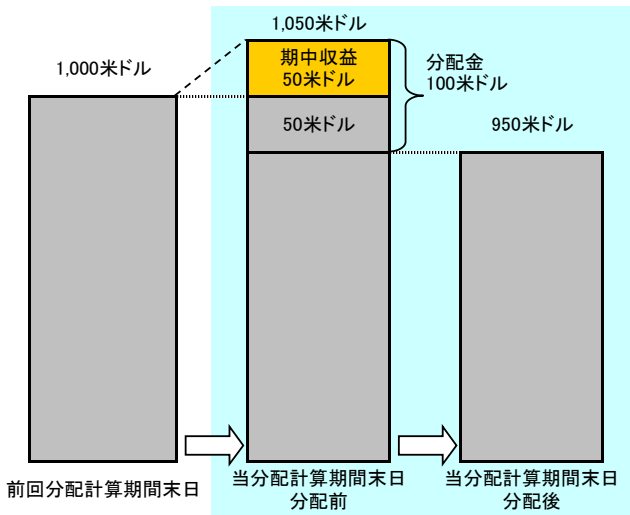 1,050米ドル
1,000米ドル
期中収益
50米ドル
分配金
100米ドル
50米ドル
950米ドル
前回分配計算期間末日
当分配計算期間末日
分配前
当分配計算期間末日
分配後